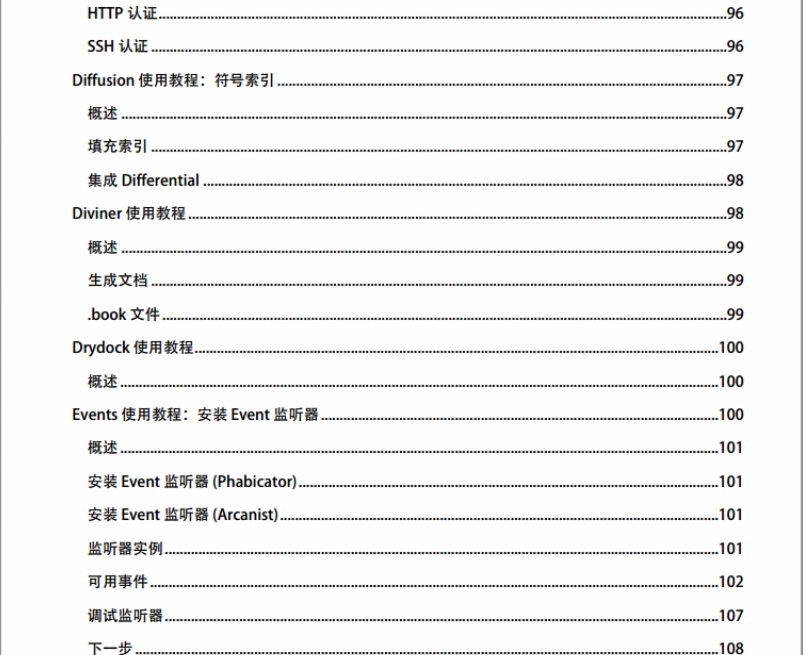 HTTP 认证........................................96
SSH 认证........................................96
Diffusion 使用教程：符号索引........................................97
概述........................................97
填充索引........................................97
集成 Differential........................................98
Diviner 使用教程........................................98
概述........................................99
生成文档........................................99
.book 文件........................................99
Drydock 使用教程........................................100
概述........................................100
Events 使用教程：安装 Event 监听器........................................100
概述........................................101
安装 Event 监听器 (Phabicator)........................................101
安装 Event 监听器 (Arcanist)........................................101
监听器实例........................................101
可用事件........................................102
调试监听器........................................107
下一步........................................108